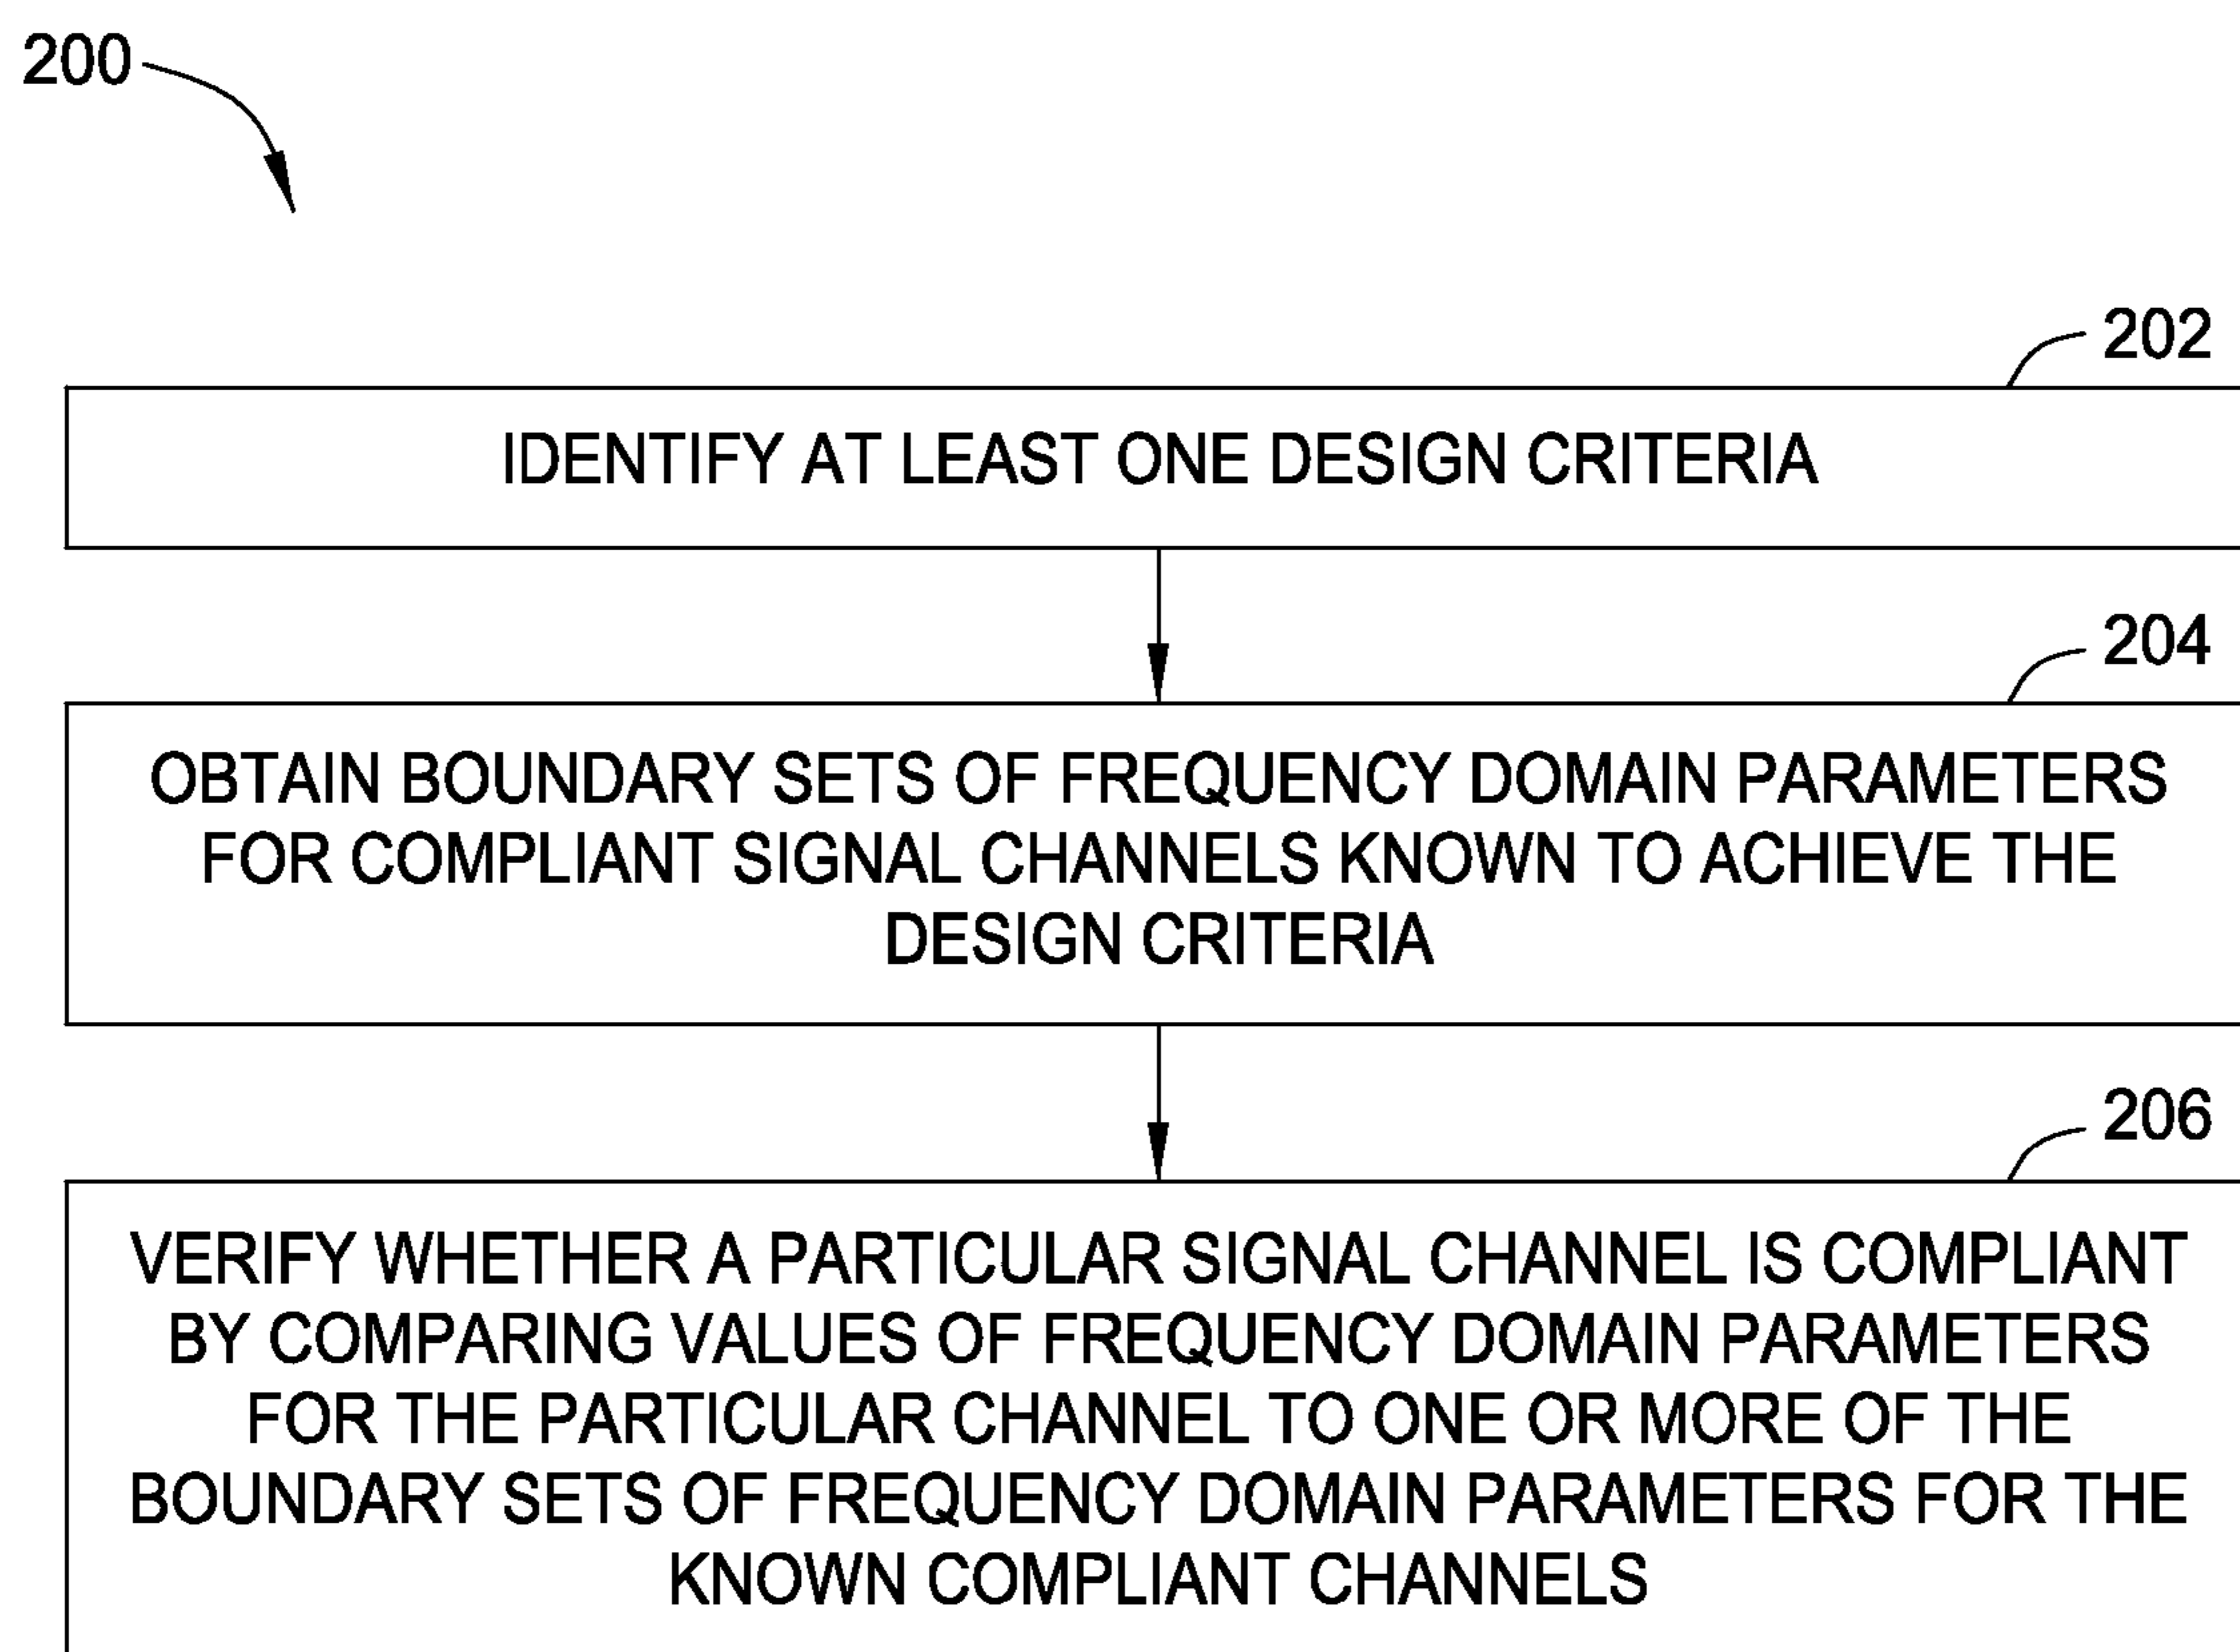 200
202
IDENTIFY AT LEAST ONE DESIGN CRITERIA
204
OBTAIN BOUNDARY SETS OF FREQUENCY DOMAIN PARAMETERS
FOR COMPLIANT SIGNAL CHANNELS KNOWN TO ACHIEVE THE
DESIGN CRITERIA
206
VERIFY WHETHER A PARTICULAR SIGNAL CHANNEL IS COMPLIANT
BY COMPARING VALUES OF FREQUENCY DOMAIN PARAMETERS
FOR THE PARTICULAR CHANNEL TO ONE OR MORE OF THE
BOUNDARY SETS OF FREQUENCY DOMAIN PARAMETERS FOR THE
KNOWN COMPLIANT CHANNELS